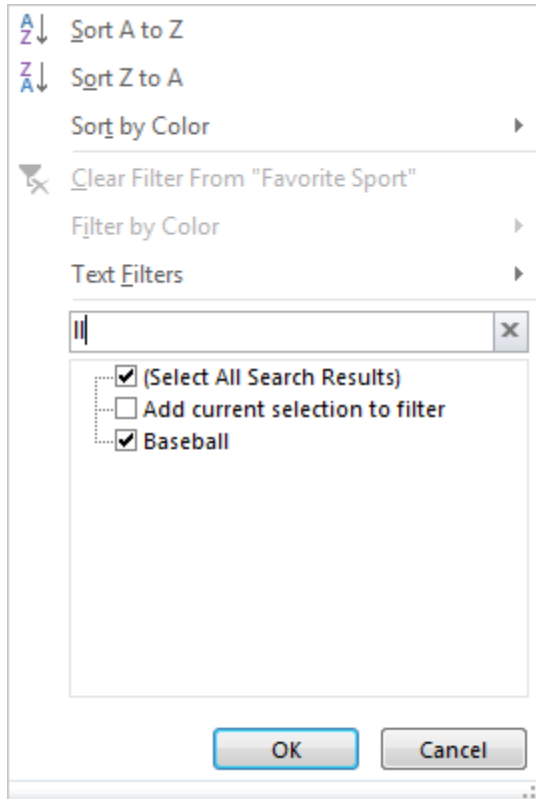 Sort A to Z
Sort Z to A
Sort by Color
Clear Filter From "Favorite Sport"
Filter by Color
Text Filters
ll
(Select All Search Results)
Add current selection to filter
Baseball
OK
Cancel